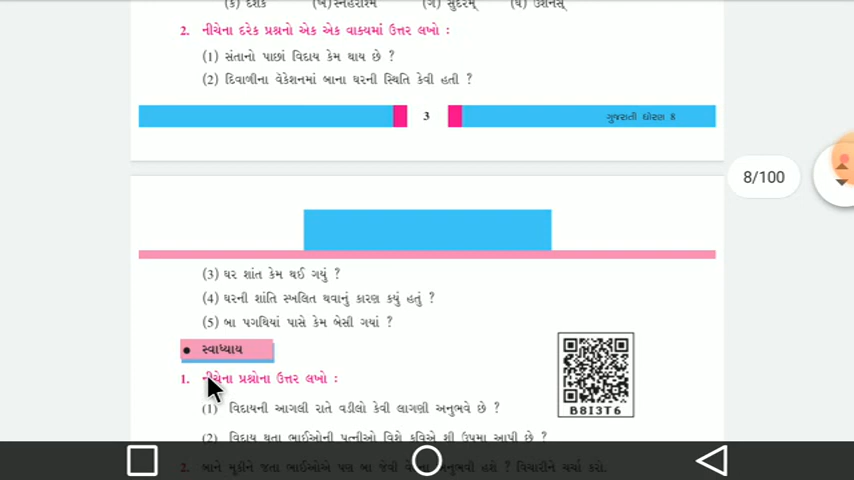 (ક) દર્શક (ખ) સ્નેહરશ્મિ (ગ) સુંદરમ્ (ઘ) ઉશનસ્
2. નીચેના દરેક પ્રશ્નનો એક એક વાક્યમાં ઉત્તર લખો :
(1) સંતાનો પાછાં વિદાય કેમ થાય છે ?
(2) દિવાળીના વેકેશનમાં બાના ઘરની સ્થિતિ કેવી હતી ?
3
ગુજરાતી ધોરણ 8
8/100
(3) ઘર શાંત કેમ થઈ ગયું ?
(4) ઘરની શાંતિ સ્ખલિત થવાનું કારણ કયું હતું ?
(5) બા પગથિયાં પાસે કેમ બેસી ગયાં ?
● સ્વાધ્યાય
1. નીચેના પ્રશ્નોના ઉત્તર લખો :
(1) વિદાયની આગલી રાતે વડીલો કેવી લાગણી અનુભવે છે ?
B8I3T6
(2) વિદાય થતા ભાઈઓની પત્નીઓ વિશે કવિએ શી ઉપમા આપી છે ?
2. બાને મૂકીને જતા ભાઈઓએ પણ બા જેવી અનુભવી હશે ? વિચારીને ચર્ચા કરો.